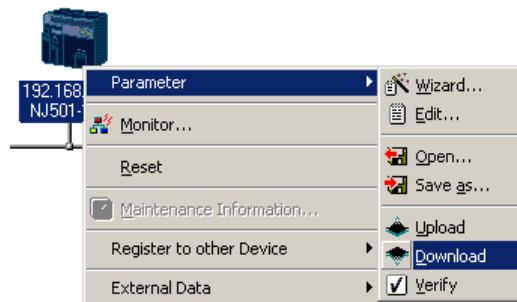 192.168.
NJ501-
Parameter
Monitor...
Reset
Maintenance Information...
Register to other Device
External Data
Wizard...
Edit...
Open...
Save as...
Upload
Download
Verify